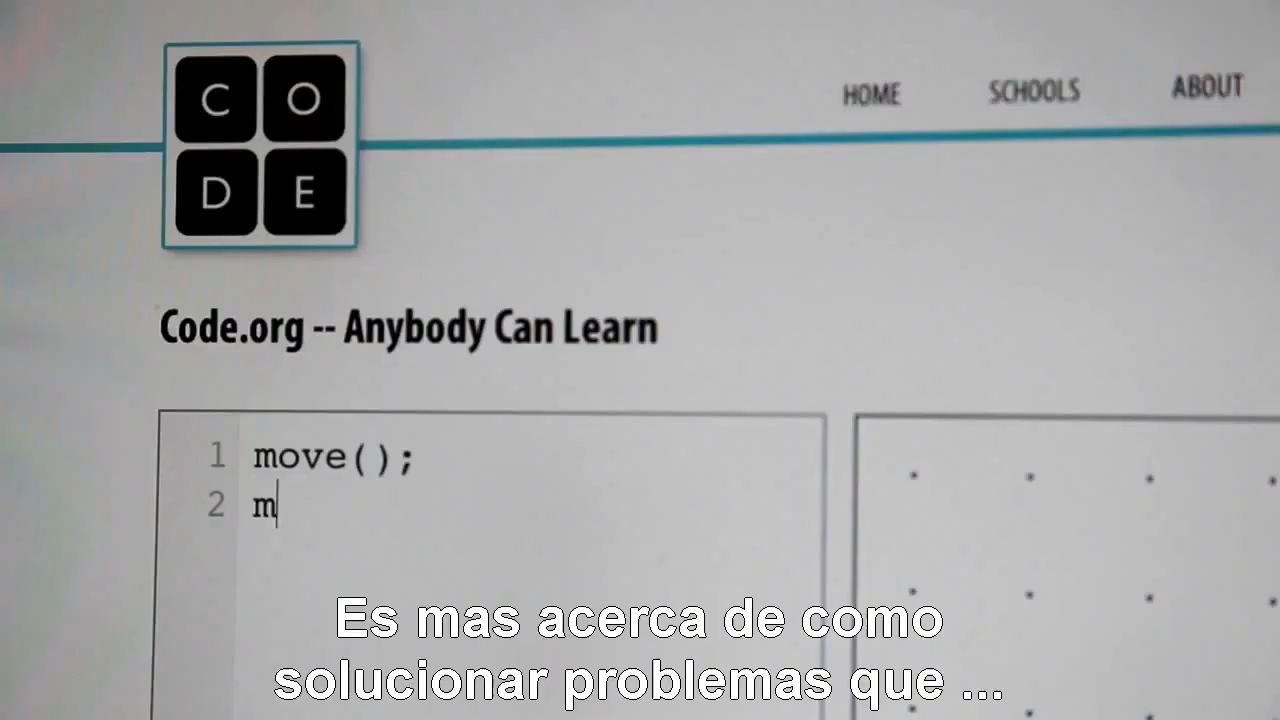 C O
D E
HOME SCHOOLS ABOUT
Code.org -- Anybody Can Learn
1 move();
2 m
Es mas acerca de como
solucionar problemas que ...